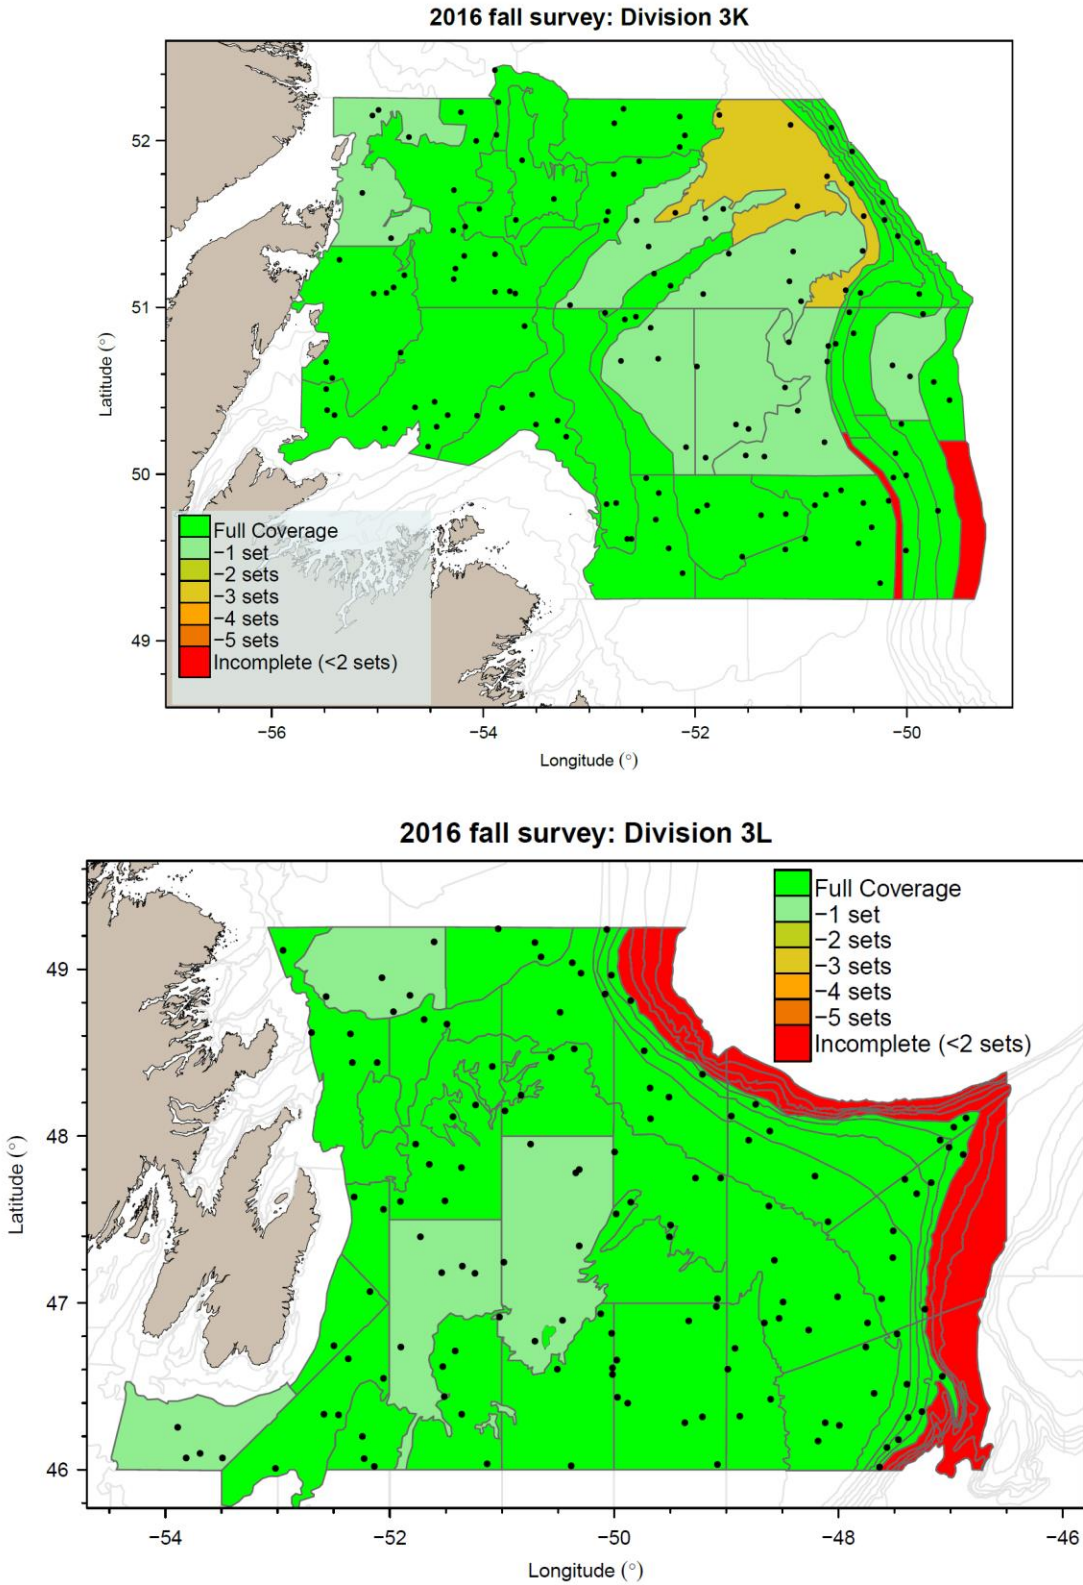 2016 fall survey: Division 3K
52
51
50
49
Latitude (°)
Full Coverage
−1 set
−2 sets
−3 sets
−4 sets
−5 sets
Incomplete (<2 sets)
−56
−54
−52
−50
Longitude (°)
2016 fall survey: Division 3L
Full Coverage
−1 set
−2 sets
−3 sets
−4 sets
−5 sets
Incomplete (<2 sets)
49
48
47
46
Latitude (°)
−54
−52
−50
−48
−46
Longitude (°)